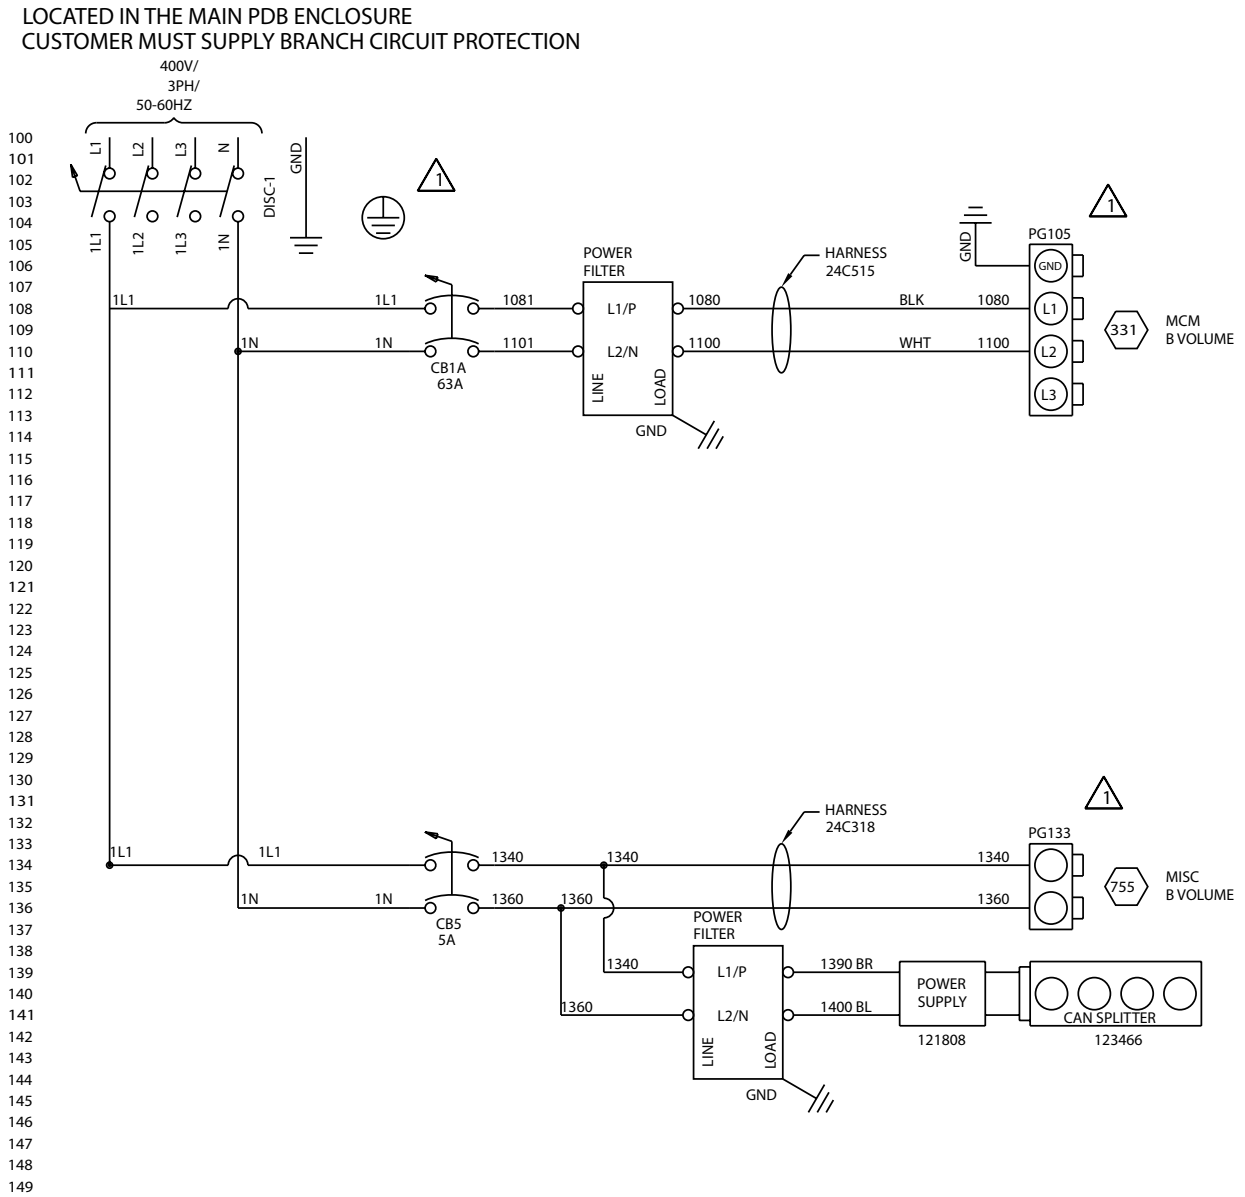 LOCATED IN THE MAIN PDB ENCLOSURE
CUSTOMER MUST SUPPLY BRANCH CIRCUIT PROTECTION
400V/
3PH/
50-60HZ
100
101
102
103
104
105
106
107
108
109
110
111
112
113
114
115
116
117
118
119
120
121
122
123
124
125
126
127
128
129
130
131
132
133
134
135
136
137
138
139
140
141
142
143
144
145
146
147
148
149
L1
L2
L3
N
GND
DISC-1
1L1
1L2
1L3
1N
1
1
GND
PG105
GND
L1
L2
L3
331
MCM
B VOLUME
POWER
FILTER
HARNESS
24C515
1L1
1L1
1081
L1/P
1080
BLK
1080
1N
1N
1101
L2/N
1100
WHT
1100
CB1A
63A
LINE
LOAD
GND
1
HARNESS
24C318
PG133
1L1
1L1
1340
1340
1340
755
MISC
B VOLUME
1N
1N
1360
1360
1360
CB5
5A
POWER
FILTER
1340
L1/P
1390 BR
POWER
SUPPLY
1360
L2/N
1400 BL
CAN SPLITTER
121808
123466
LINE
LOAD
GND